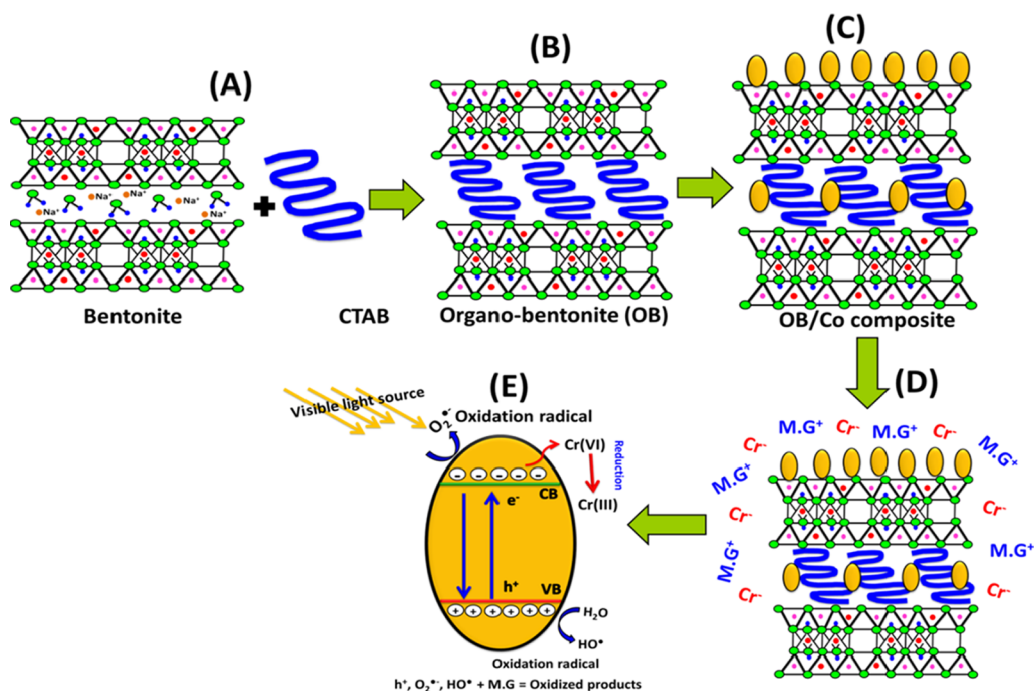 (A)
Na⁺
Na⁺
Na⁺
Na⁺
Na⁺
Bentonite
CTAB
(B)
Organo-bentonite (OB)
(C)
OB/Co composite
(D)
Cr⁻
M.G⁺
Cr⁻
M.G⁺
Cr⁻
M.G⁺
M.G⁺
Cr⁻
Cr⁻
M.G⁺
M.G⁺
Cr⁻
Cr⁻
(E)
Visible light source
O₂•⁻
Oxidation radical
Cr(VI)
Reduction
Cr(III)
CB
e⁻
h⁺
VB
H₂O
HO•
Oxidation radical
h⁺, O₂•⁻, HO• + M.G = Oxidized products